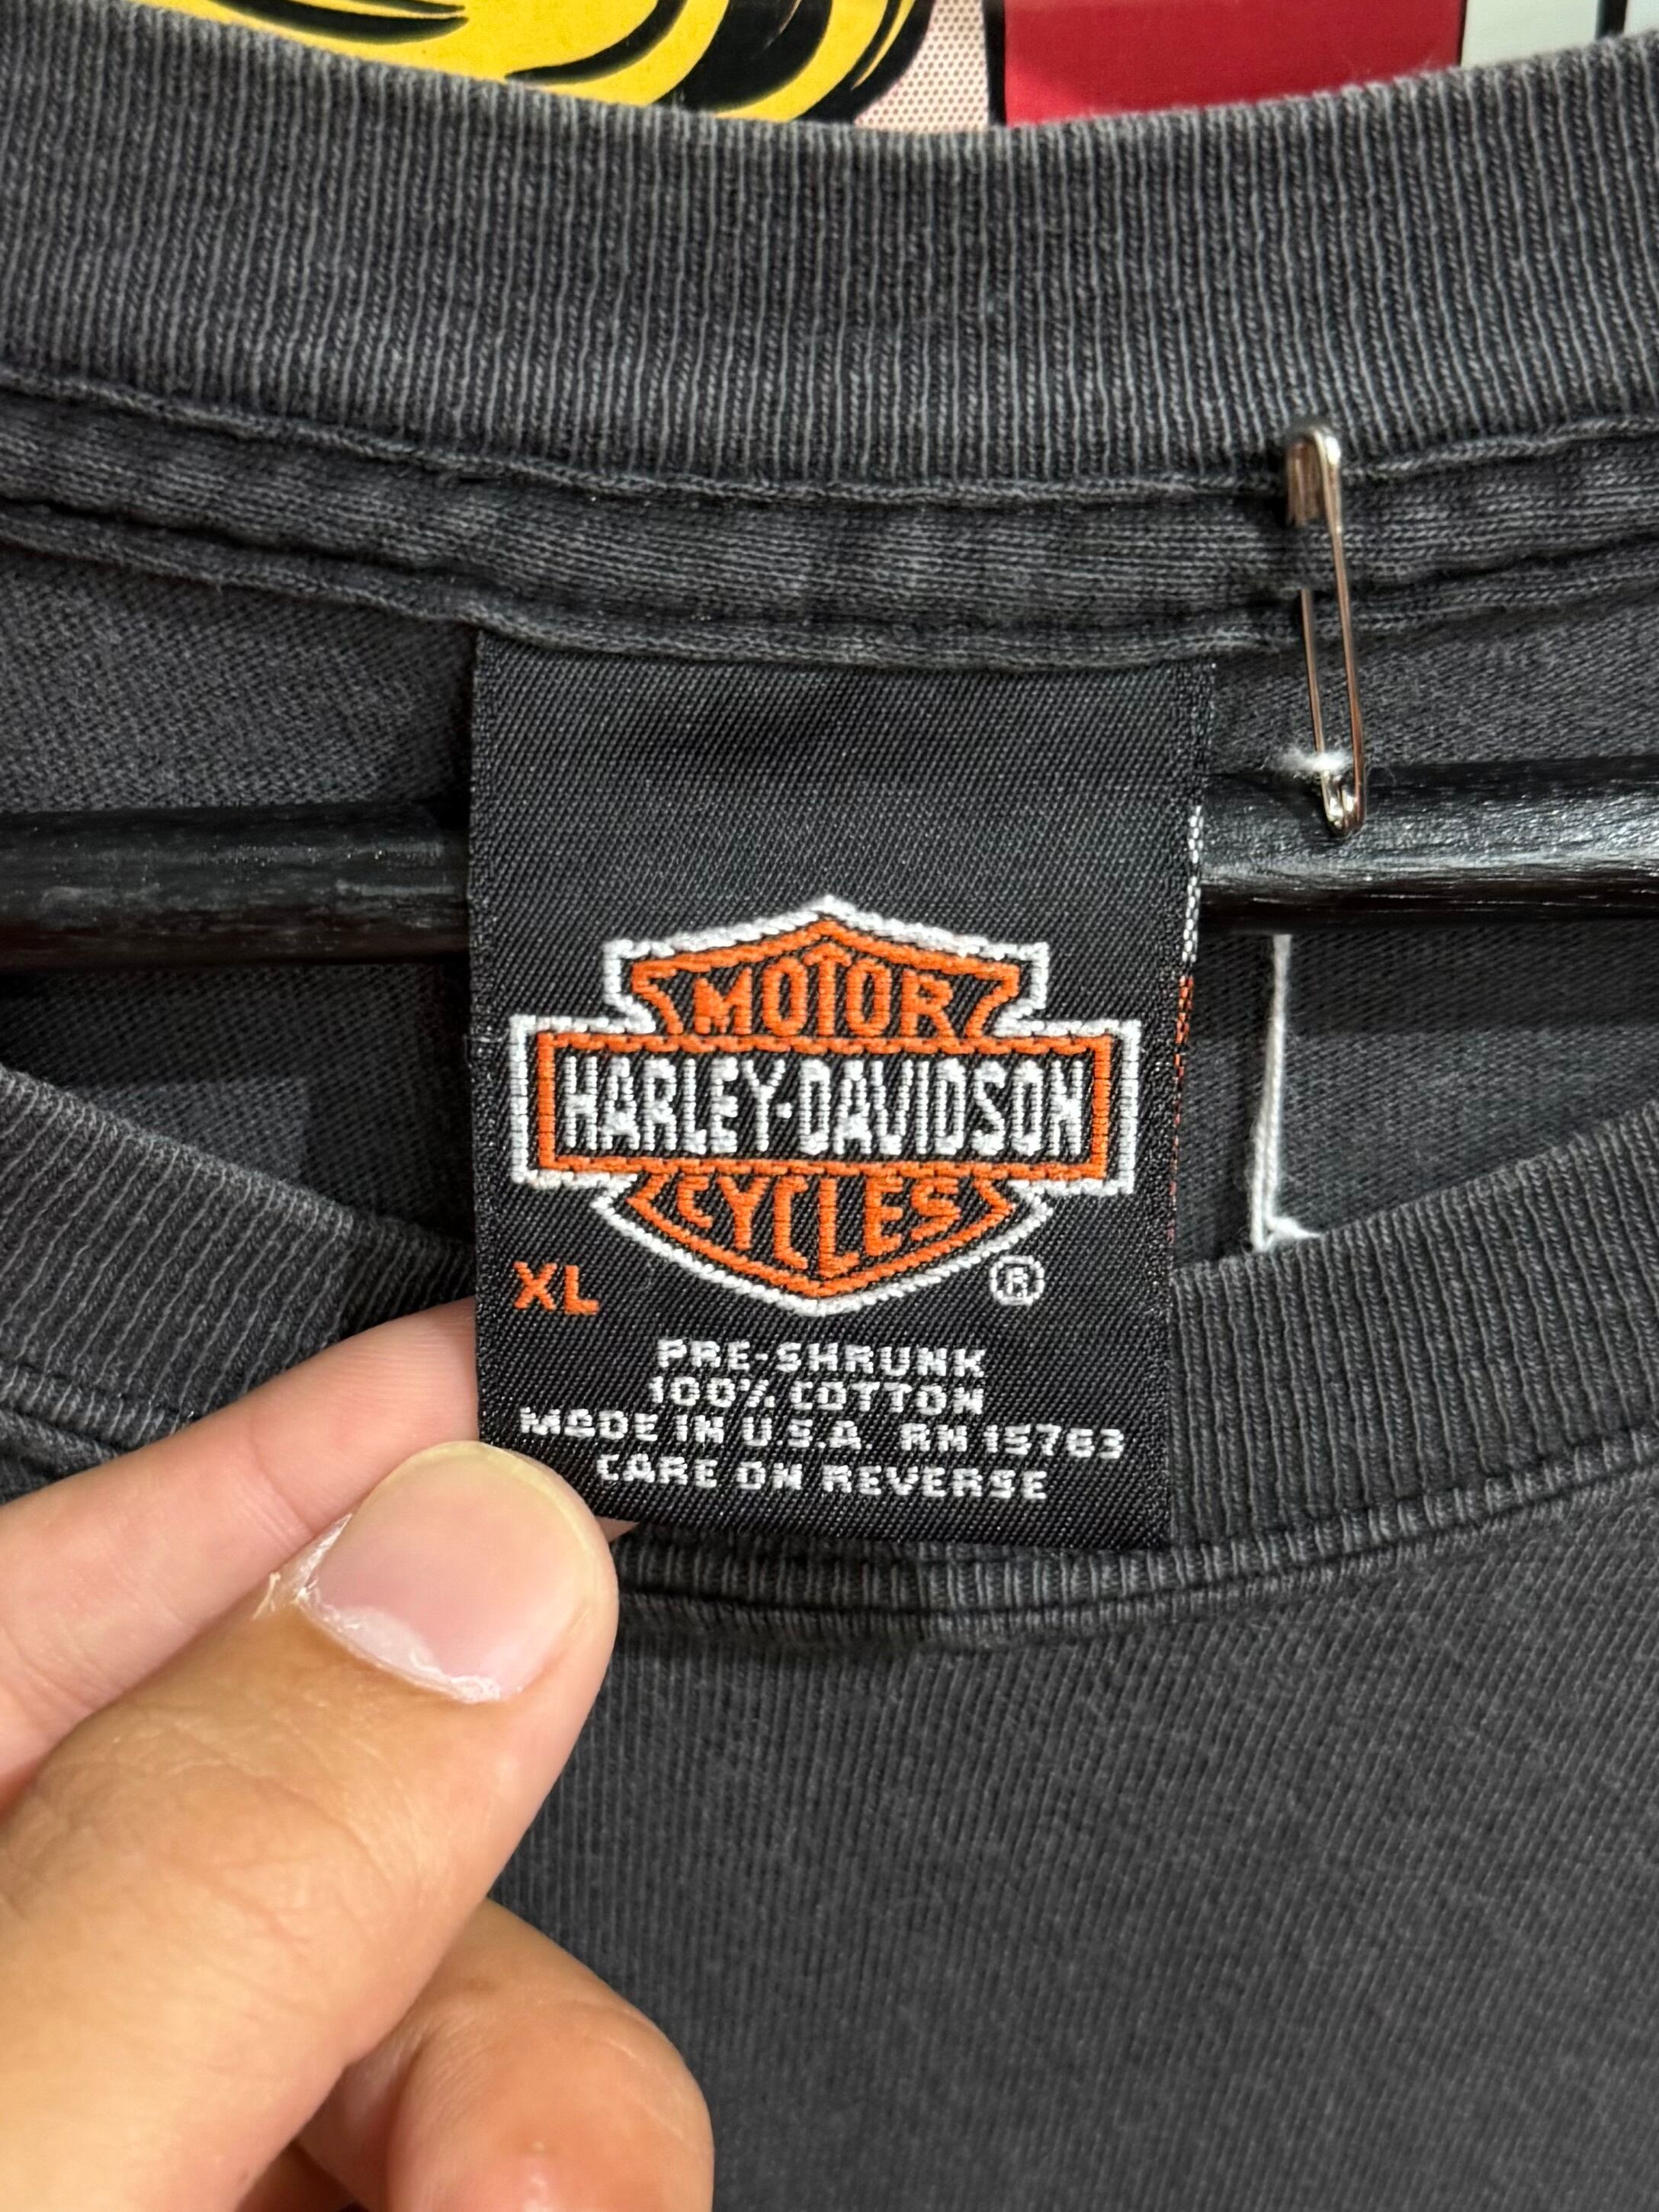 MOTOR
HARLEY-DAVIDSON
CYCLES
XL ®
PRE-SHRUNK
100% COTTON
MADE IN U.S.A. RN 15763
CARE ON REVERSE